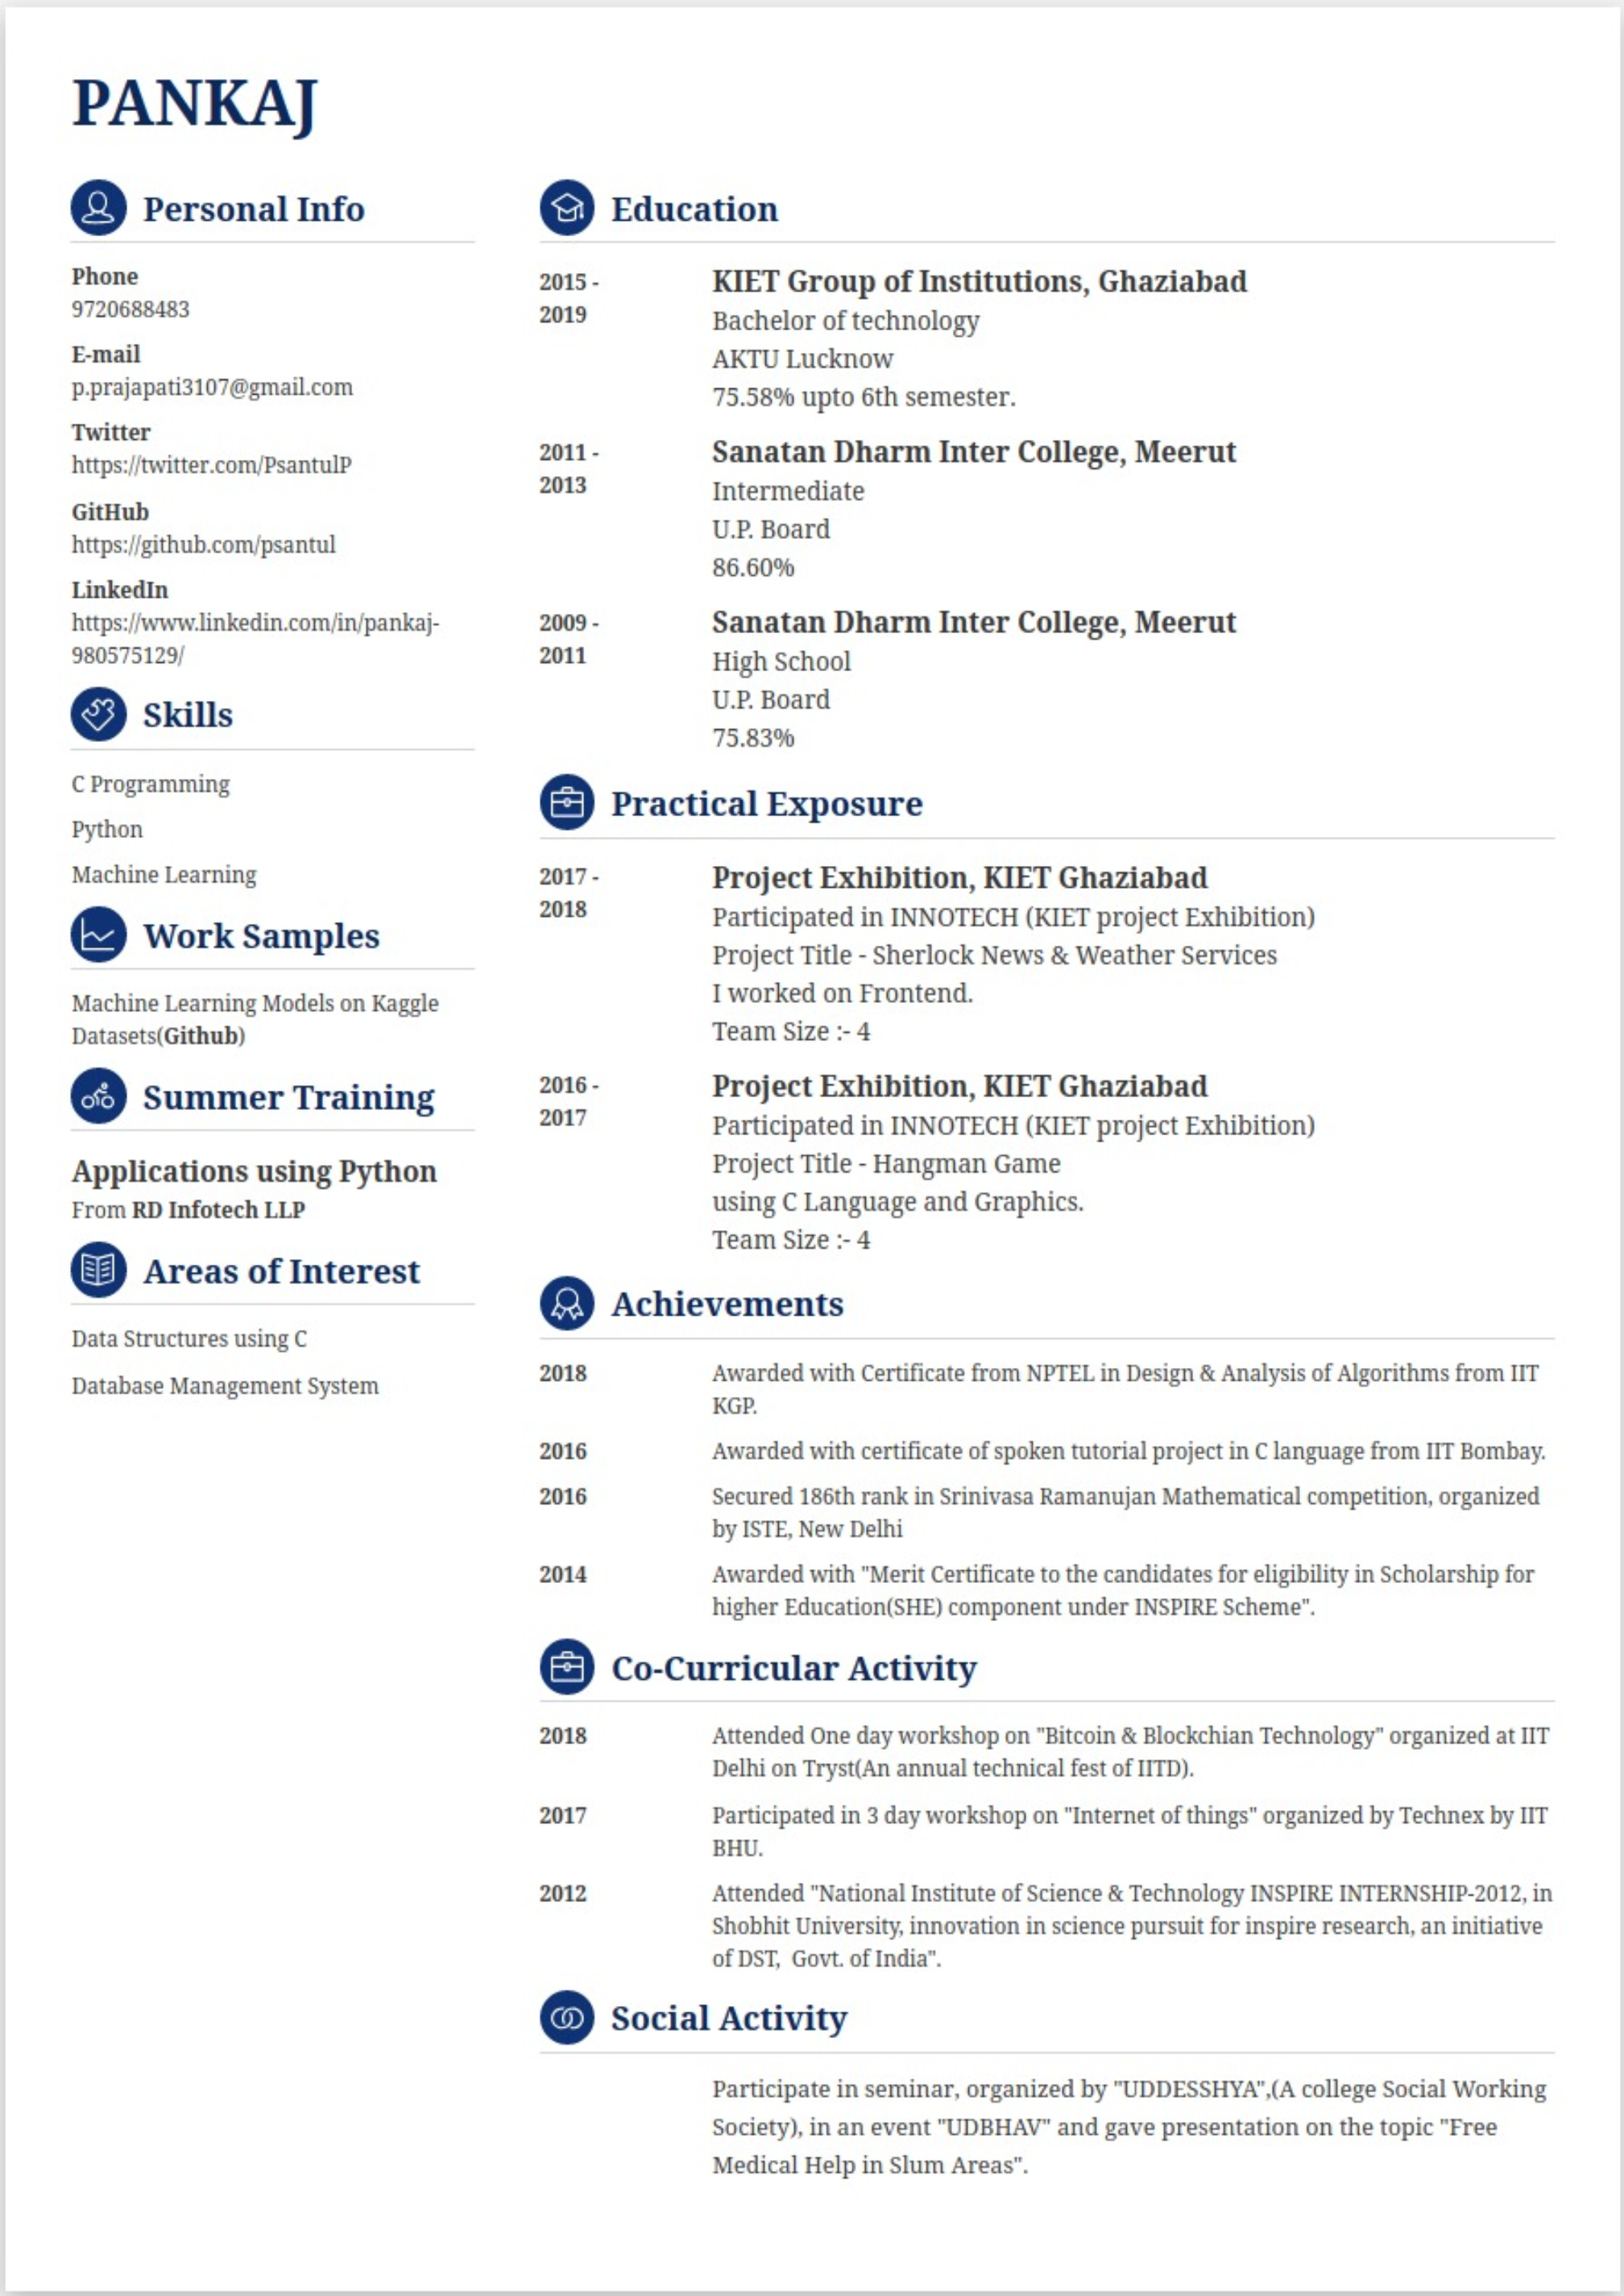 PANKAJ
Personal Info
Phone
9720688483
E-mail
p.prajapati3107@gmail.com
Twitter
https://twitter.com/PsantulP
GitHub
https://github.com/psantul
LinkedIn
https://www.linkedin.com/in/pankaj-
980575129/
Skills
C Programming
Python
Machine Learning
Work Samples
Machine Learning Models on Kaggle
Datasets(Github)
Summer Training
Applications using Python
From RD Infotech LLP
Areas of Interest
Data Structures using C
Database Management System
Education
2015 -
2019
KIET Group of Institutions, Ghaziabad
Bachelor of technology
AKTU Lucknow
75.58% upto 6th semester.
2011 -
2013
Sanatan Dharm Inter College, Meerut
Intermediate
U.P. Board
86.60%
2009 -
2011
Sanatan Dharm Inter College, Meerut
High School
U.P. Board
75.83%
Practical Exposure
2017 -
2018
Project Exhibition, KIET Ghaziabad
Participated in INNOTECH (KIET project Exhibition)
Project Title - Sherlock News & Weather Services
I worked on Frontend.
Team Size :- 4
2016 -
2017
Project Exhibition, KIET Ghaziabad
Participated in INNOTECH (KIET project Exhibition)
Project Title - Hangman Game
using C Language and Graphics.
Team Size :- 4
Achievements
2018
Awarded with Certificate from NPTEL in Design & Analysis of Algorithms from IIT
KGP.
2016
Awarded with certificate of spoken tutorial project in C language from IIT Bombay.
2016
Secured 186th rank in Srinivasa Ramanujan Mathematical competition, organized
by ISTE, New Delhi
2014
Awarded with "Merit Certificate to the candidates for eligibility in Scholarship for
higher Education(SHE) component under INSPIRE Scheme".
Co-Curricular Activity
2018
Attended One day workshop on "Bitcoin & Blockchian Technology" organized at IIT
Delhi on Tryst(An annual technical fest of IITD).
2017
Participated in 3 day workshop on "Internet of things" organized by Technex by IIT
BHU.
2012
Attended "National Institute of Science & Technology INSPIRE INTERNSHIP-2012, in
Shobhit University, innovation in science pursuit for inspire research, an initiative
of DST,  Govt. of India".
Social Activity
Participate in seminar, organized by "UDDESSHYA",(A college Social Working
Society), in an event "UDBHAV" and gave presentation on the topic "Free
Medical Help in Slum Areas".